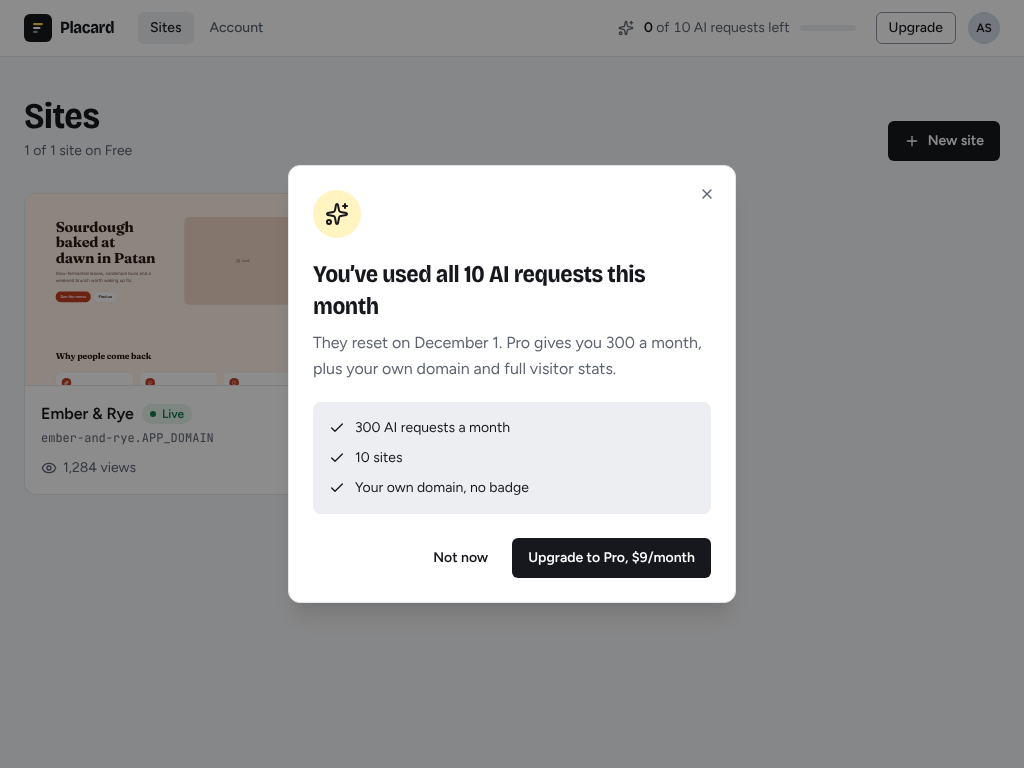 Placard
Sites
Account
0 of 10 AI requests left
Upgrade
AS
Sites
1 of 1 site on Free
New site
Sourdough
baked at
dawn in Patan
Why people come back
Ember & Rye
Live
ember-and-rye.APP_DOMAIN
1,284 views
You've used all 10 AI requests this
month
They reset on December 1. Pro gives you 300 a month,
plus your own domain and full visitor stats.
300 AI requests a month
10 sites
Your own domain, no badge
Not now
Upgrade to Pro, $9/month